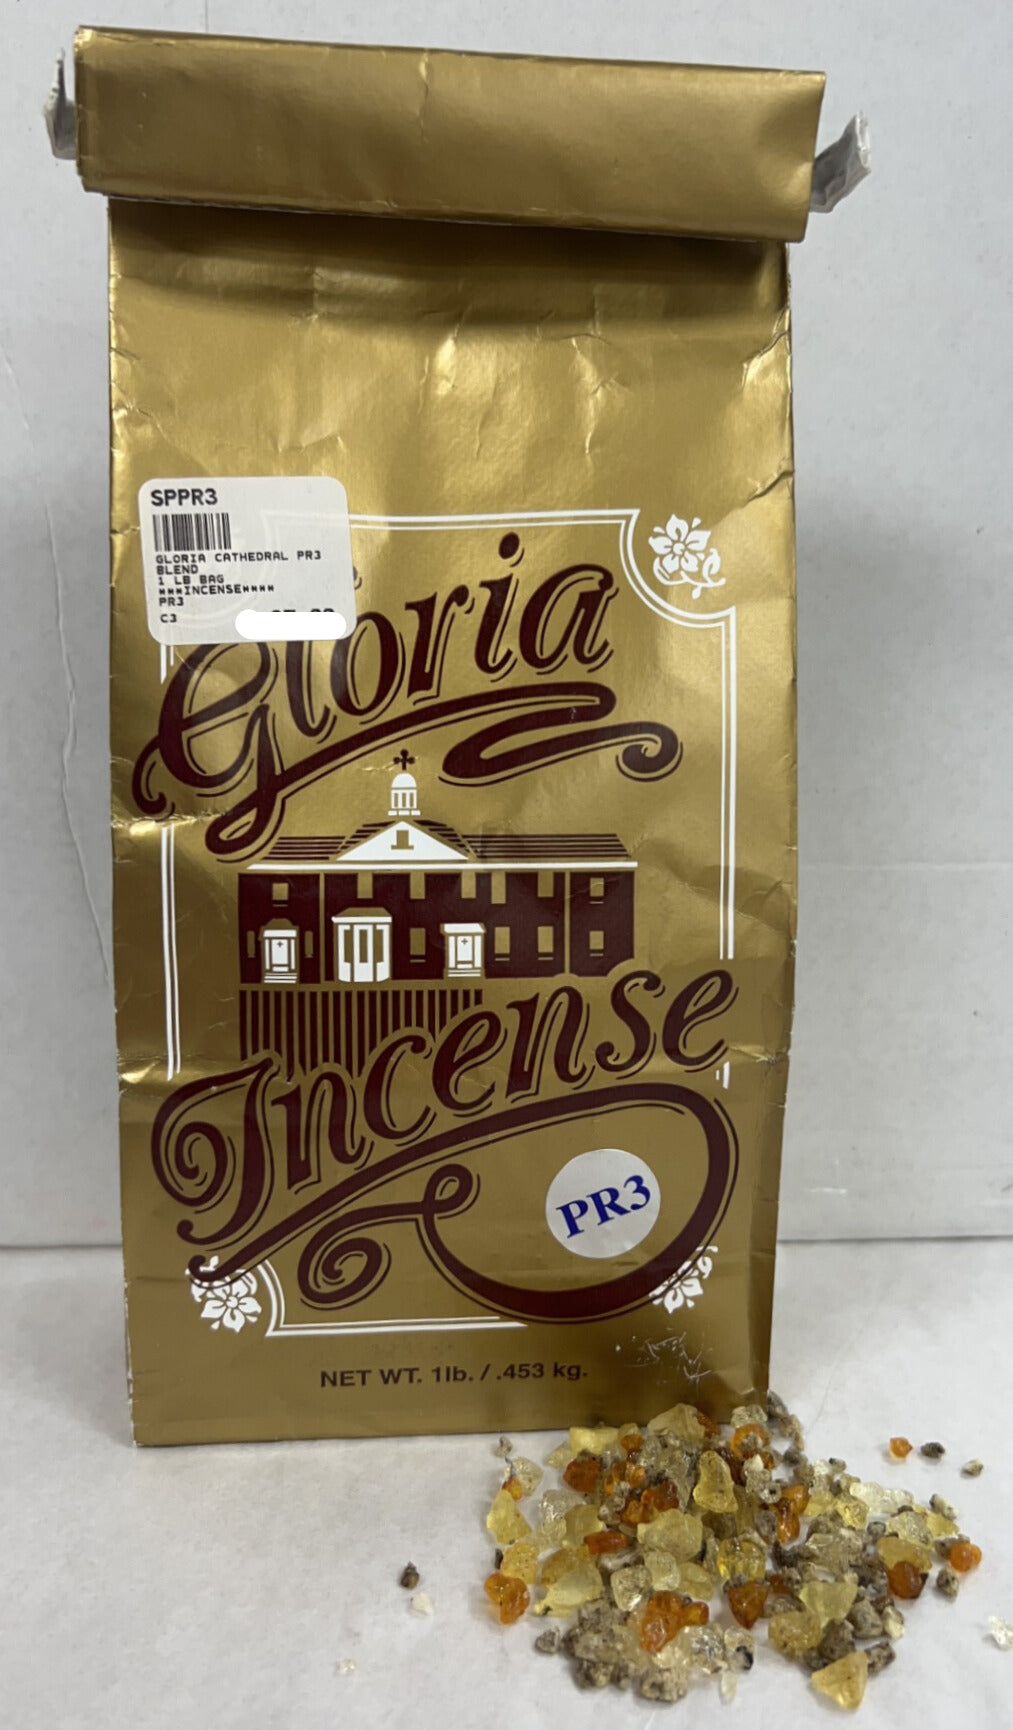 SPPR3
GLORIA CATHEDRAL PR3
BLEND
1 LB BAG
***INCENSE****
PR3
C3
Gloria
Incense
PR3
NET WT. 1lb. / .453 kg.